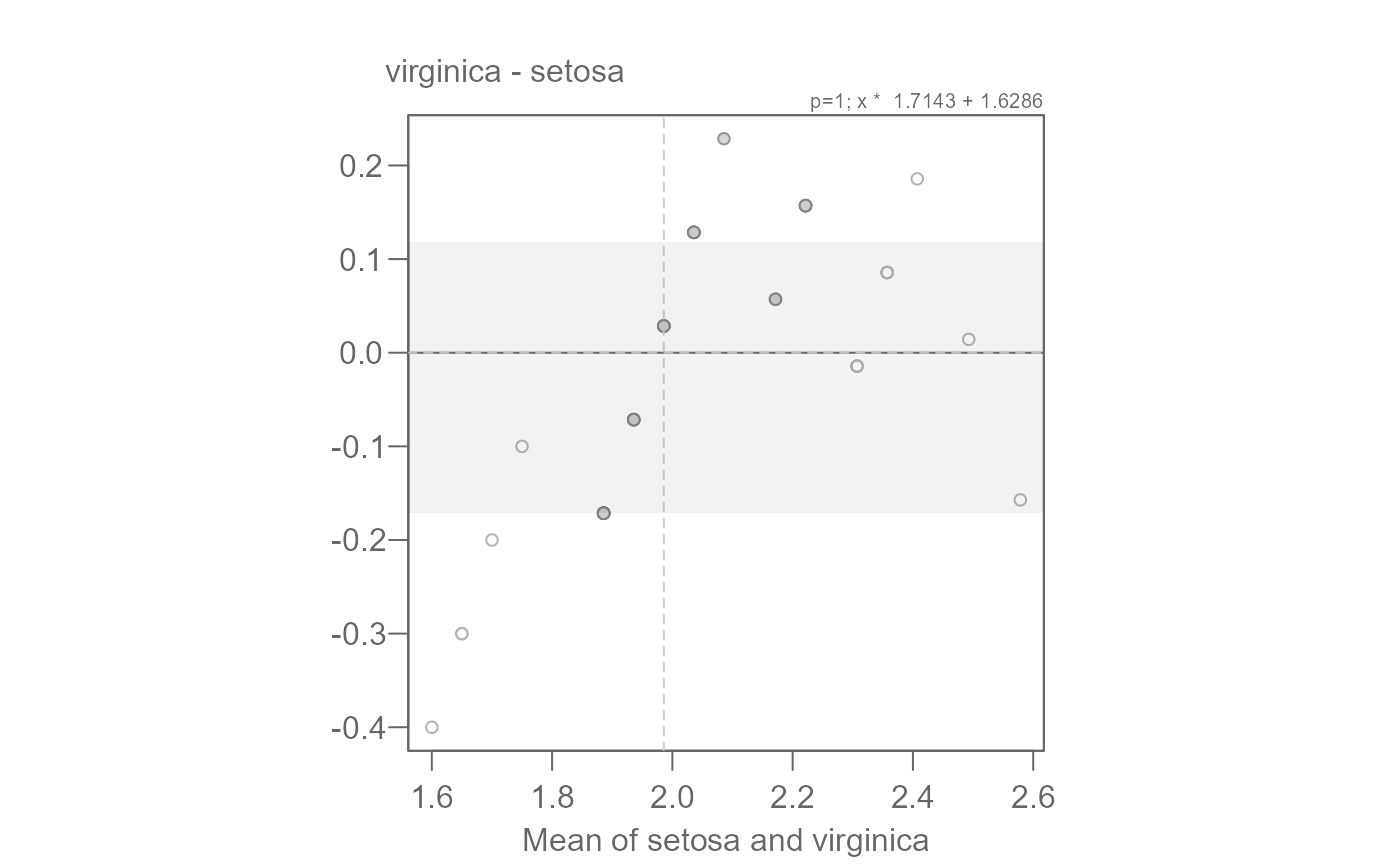 virginica - setosa
p=1; x *  1.7143 + 1.6286
0.2
0.1
0.0
-0.1
-0.2
-0.3
-0.4
1.6 1.8 2.0 2.2 2.4 2.6
Mean of setosa and virginica